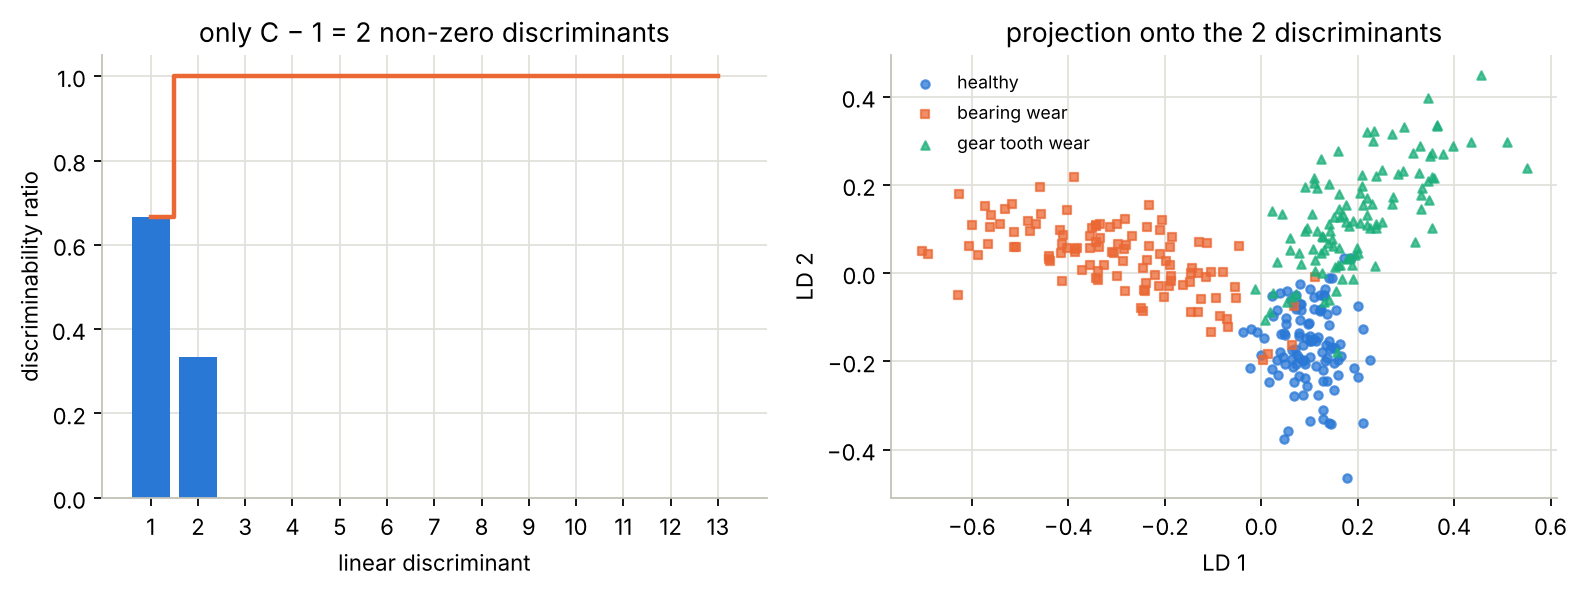 only C − 1 = 2 non-zero discriminants
discriminability ratio
1.0
0.8
0.6
0.4
0.2
0.0
1 2 3 4 5 6 7 8 9 10 11 12 13
linear discriminant
projection onto the 2 discriminants
healthy
bearing wear
gear tooth wear
LD 2
0.4
0.2
0.0
−0.2
−0.4
−0.6 −0.4 −0.2 0.0 0.2 0.4 0.6
LD 1